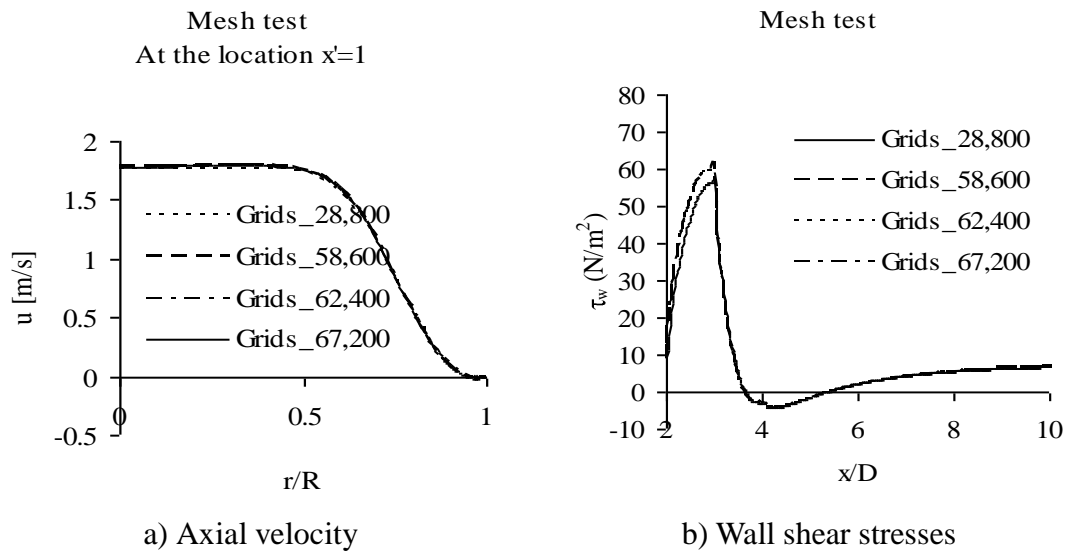 Mesh test
At the location x'=1
2
1.5
1
0.5
0
-0.5
u [m/s]
Grids_28,800
Grids_58,600
Grids_62,400
Grids_67,200
0
0.5
1
r/R
a) Axial velocity
Mesh test
80
70
60
50
40
30
20
10
0
-10
τw (N/m²)
Grids_28,800
Grids_58,600
Grids_62,400
Grids_67,200
2
4
6
8
10
x/D
b) Wall shear stresses